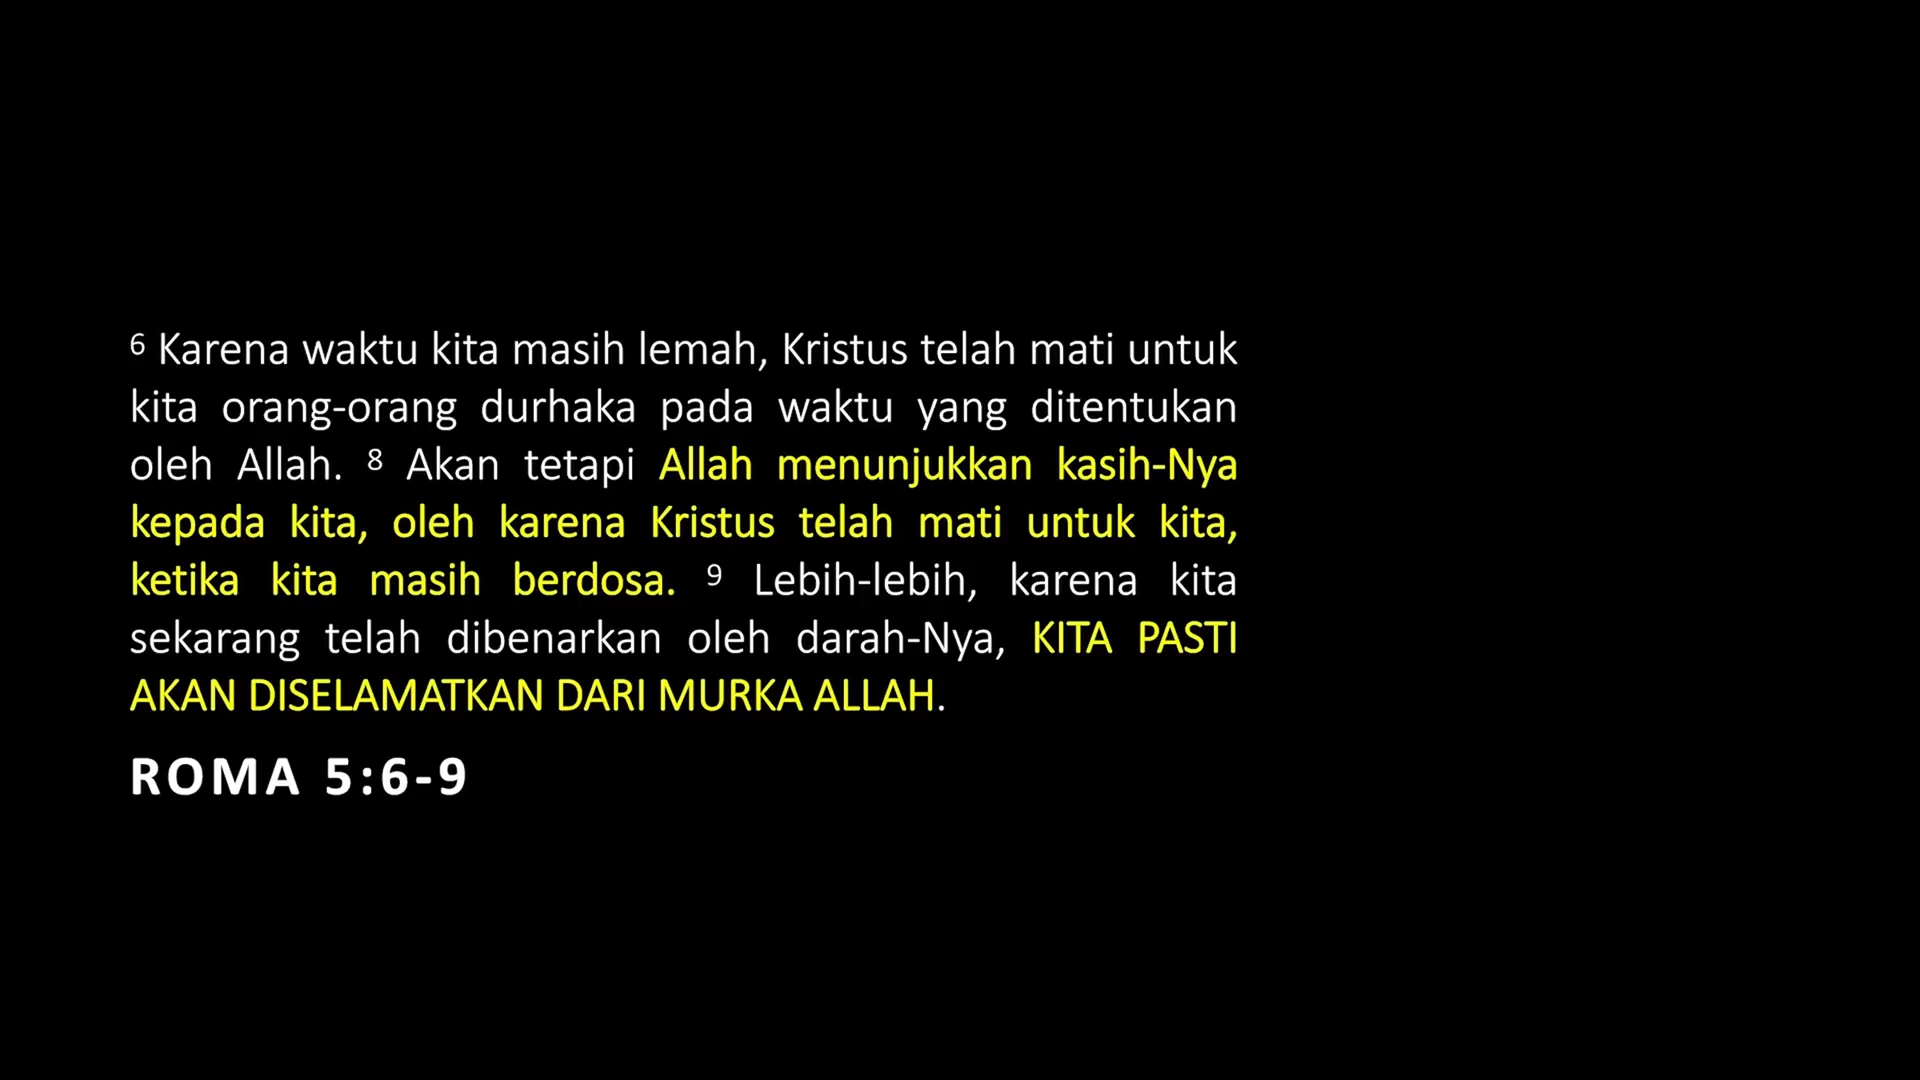 6 Karena waktu kita masih lemah, Kristus telah mati untuk
kita orang-orang durhaka pada waktu yang ditentukan
oleh Allah. 8 Akan tetapi Allah menunjukkan kasih-Nya
kepada kita, oleh karena Kristus telah mati untuk kita,
ketika kita masih berdosa. 9 Lebih-lebih, karena kita
sekarang telah dibenarkan oleh darah-Nya, KITA PASTI
AKAN DISELAMATKAN DARI MURKA ALLAH.
ROMA 5:6-9